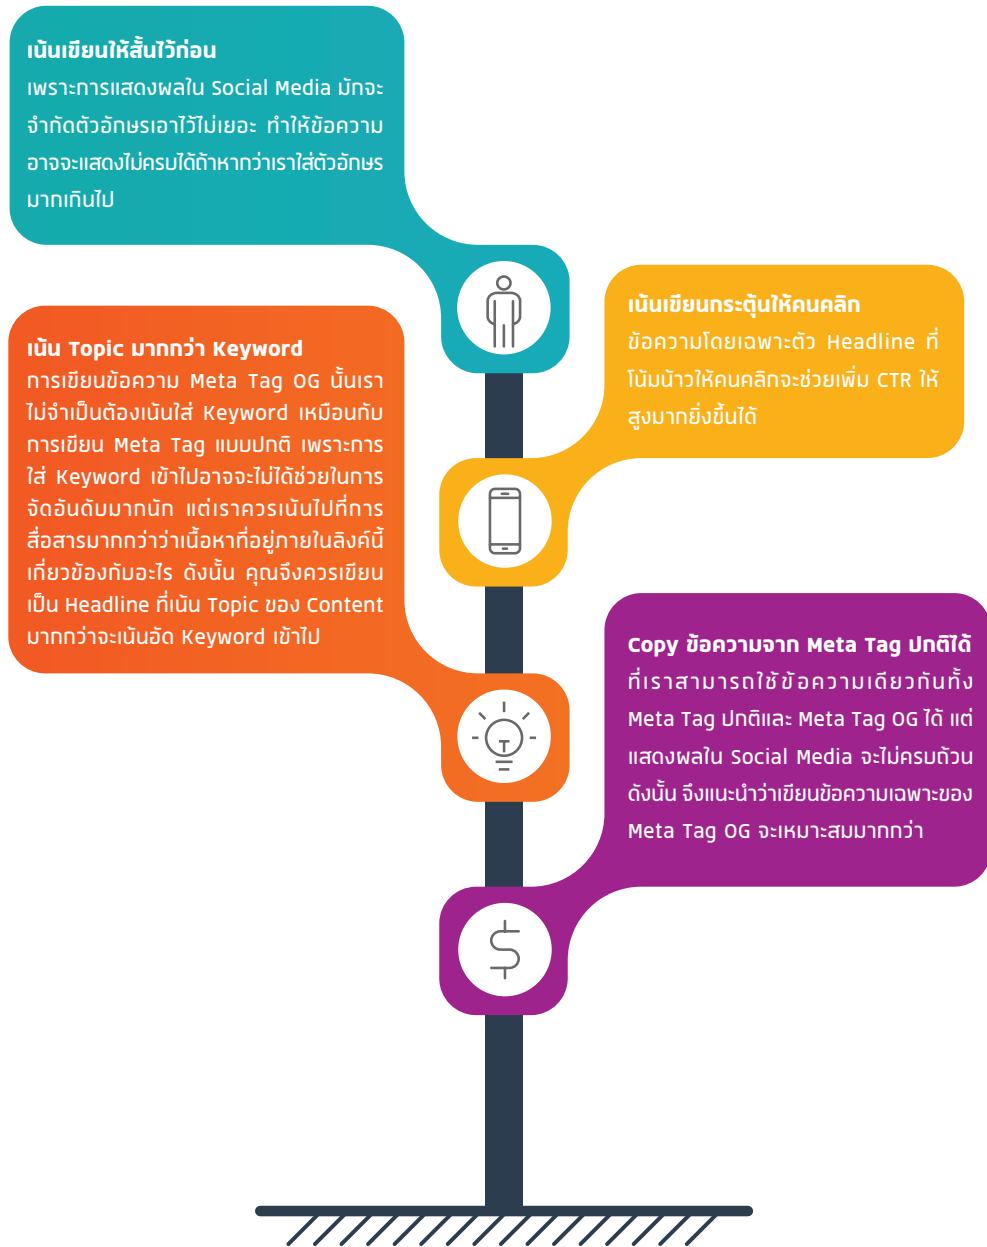 เน้นเขียนให้สั้นไว้ก่อน
เพราะการแสดงผลใน Social Media มักจะ
จำกัดตัวอักษรเอาไว้ไม่เยอะ ทำให้ข้อความ
อาจจะแสดงไม่ครบได้ถ้าหากว่าเราใส่ตัวอักษร
มากเกินไป
เน้นเขียนกระตุ้นให้คนคลิก
ข้อความโดยเฉพาะตัว Headline ที่
โน้มน้าวให้คนคลิกจะช่วยเพิ่ม CTR ให้
สูงมากยิ่งขึ้นได้
เน้น Topic มากกว่า Keyword
การเขียนข้อความ Meta Tag OG นั้นเรา
ไม่จำเป็นต้องเน้นใส่ Keyword เหมือนกับ
การเขียน Meta Tag แบบปกติ เพราะการ
ใส่ Keyword เข้าไปอาจจะไม่ได้ช่วยในการ
จัดอันดับมากนัก แต่เราควรเน้นไปที่การ
สื่อสารมากกว่าว่าเนื้อหาที่อยู่ภายในลิงค์นี้
เกี่ยวข้องกับอะไร ดังนั้น คุณจึงควรเขียน
เป็น Headline ที่เน้น Topic ของ Content
มากกว่าจะเน้นอัด Keyword เข้าไป
Copy ข้อความจาก Meta Tag ปกติได้
ที่เราสามารถใช้ข้อความเดียวกันทั้ง
Meta Tag ปกติและ Meta Tag OG ได้ แต่
แสดงผลใน Social Media จะไม่ครบถ้วน
ดังนั้น จึงแนะนำว่าเขียนข้อความเฉพาะของ
Meta Tag OG จะเหมาะสมมากกว่า